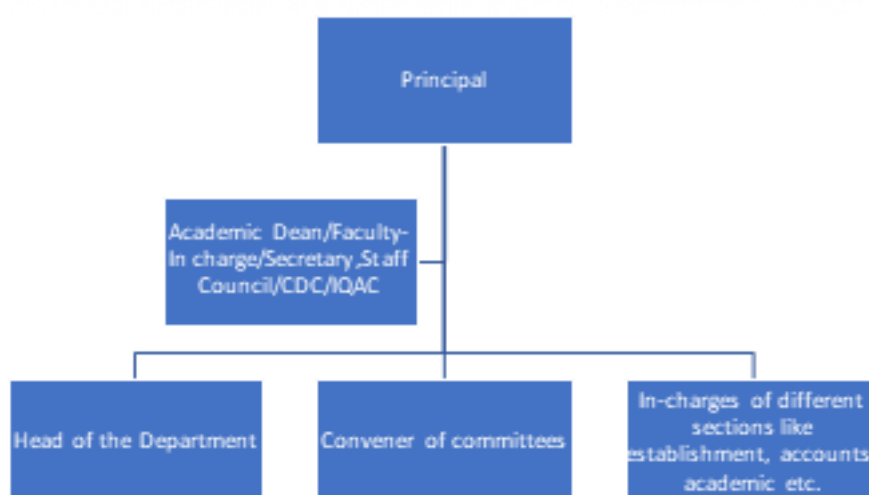 Principal
Academic Dean/Faculty-
In charge/Secretary,Staff
Council/CDC/IQAC
Head of the Department
Convener of committees
In-charges of different
sections like
establishment, accounts,
academic etc.